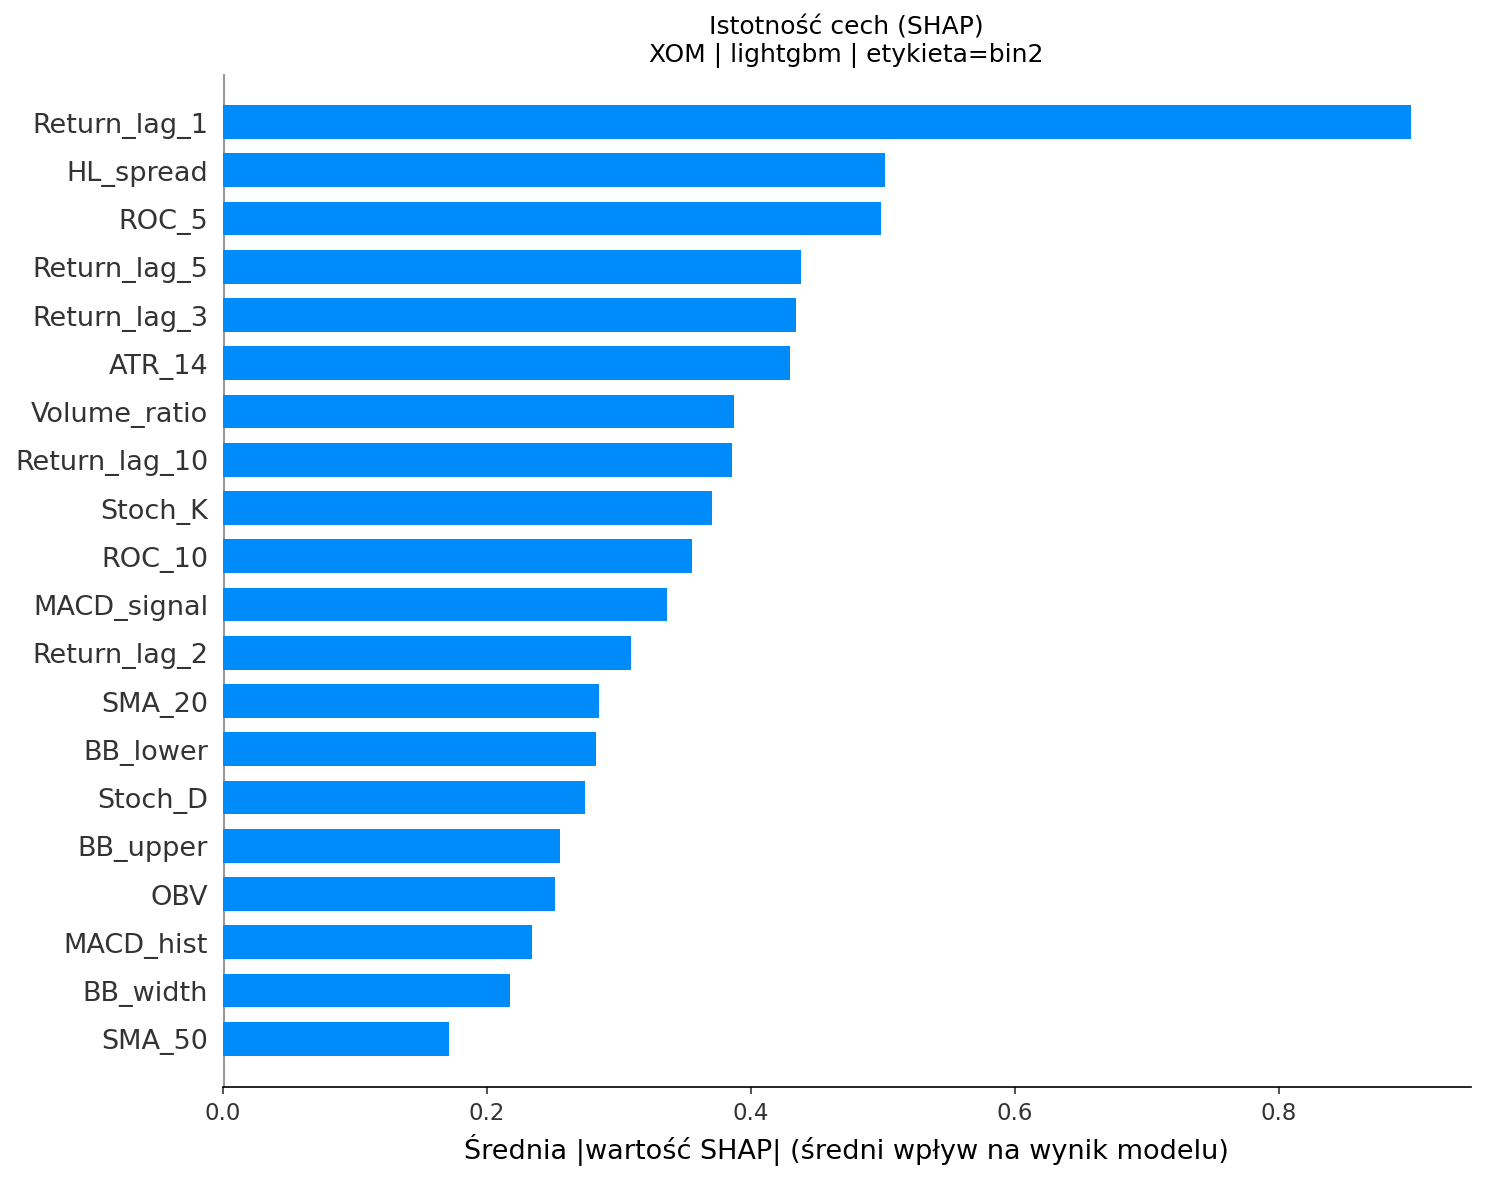 Istotność cech (SHAP)
XOM | lightgbm | etykieta=bin2
Return_lag_1
HL_spread
ROC_5
Return_lag_5
Return_lag_3
ATR_14
Volume_ratio
Return_lag_10
Stoch_K
ROC_10
MACD_signal
Return_lag_2
SMA_20
BB_lower
Stoch_D
BB_upper
OBV
MACD_hist
BB_width
SMA_50
0.0 0.2 0.4 0.6 0.8
Średnia |wartość SHAP| (średni wpływ na wynik modelu)